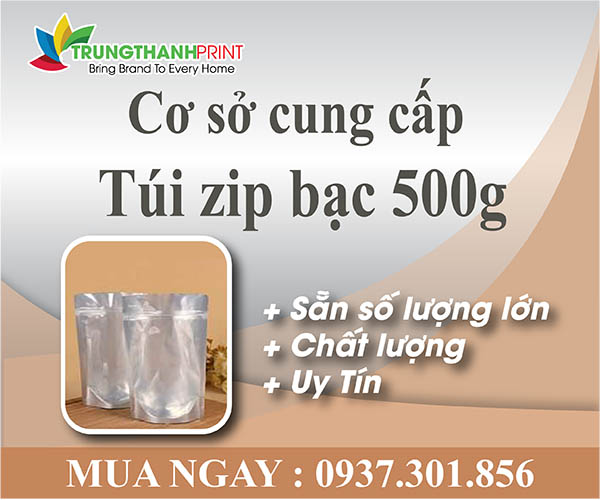 TRUNGTHANHPRINT
Bring Brand To Every Home
Cơ sở cung cấp
Túi zip bạc 500g
+ Sẵn số lượng lớn
+ Chất lượng
+ Uy Tín
MUA NGAY : 0937.301.856